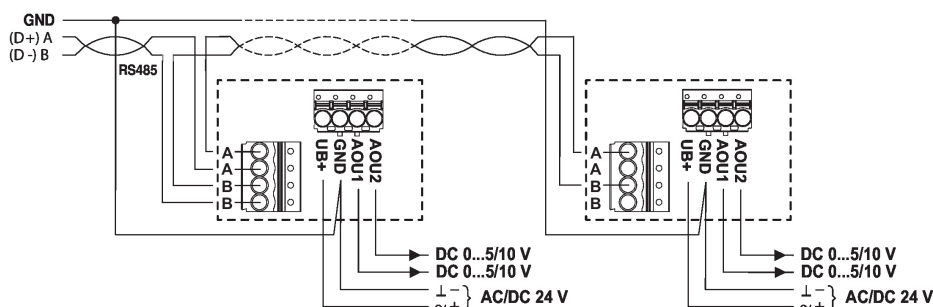 GND
(D+) A
(D -) B
RS485
A
A
B
B
UB+
GND
AOU1
AOU2
DC 0...5/10 V
DC 0...5/10 V
⊥ −
~/+
AC/DC 24 V
A
A
B
B
UB+
GND
AOU1
AOU2
DC 0...5/10 V
DC 0...5/10 V
⊥ −
~/+
AC/DC 24 V